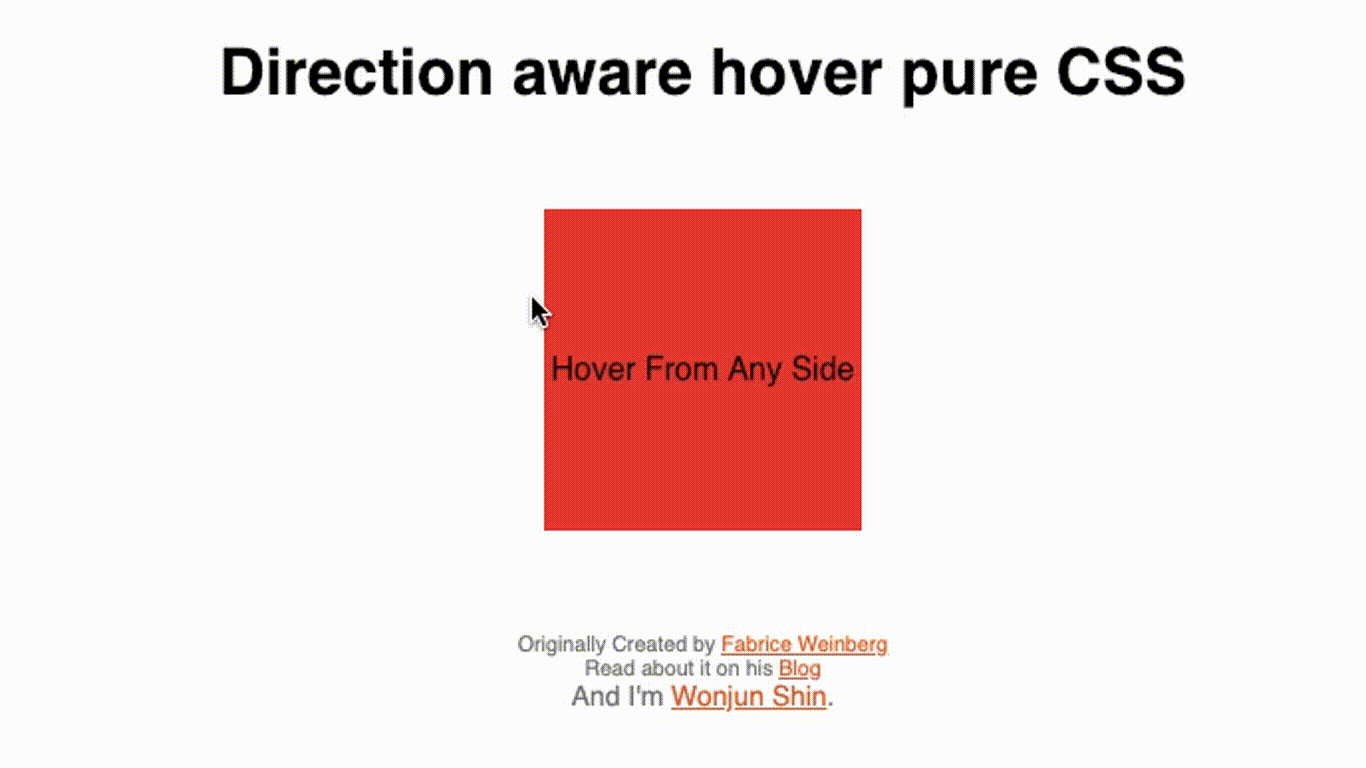 Direction aware hover pure CSS
Hover From Any Side
Originally Created by Fabrice Weinberg
Read about it on his Blog
And I'm Wonjun Shin.